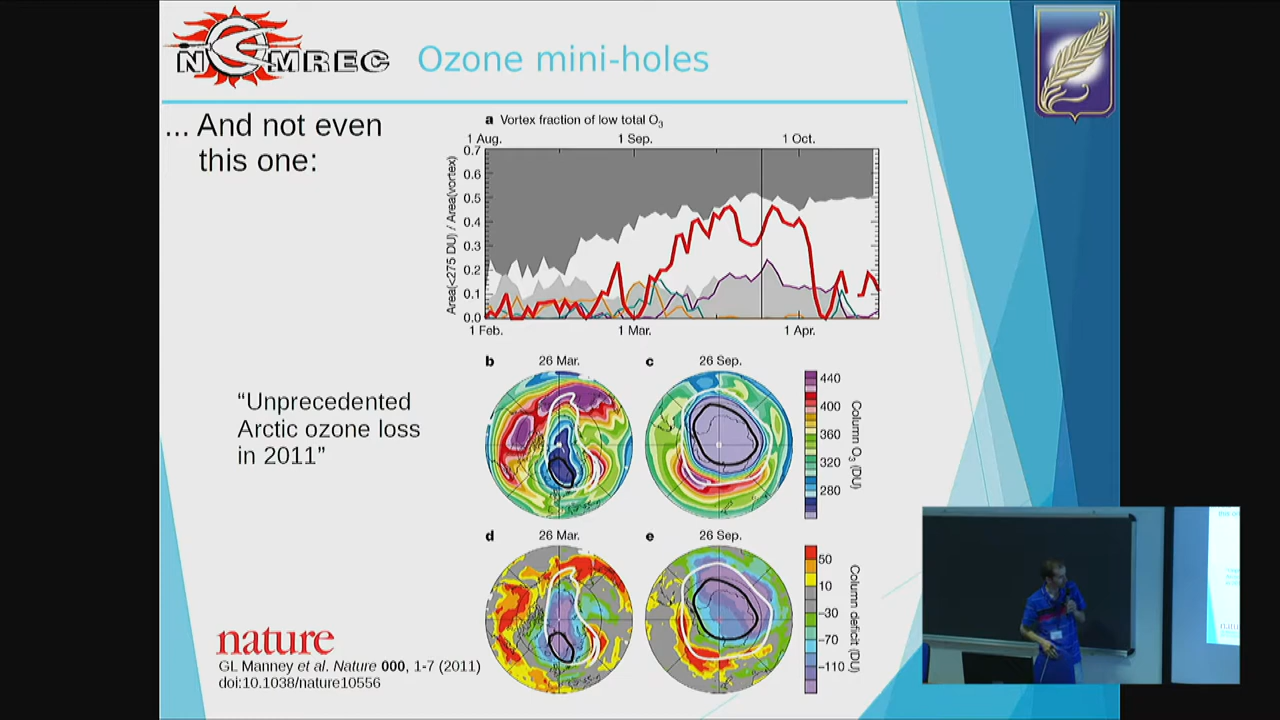 NCMREC
Ozone mini-holes
... And not even
this one:
a Vortex fraction of low total O3
1 Aug. 1 Sep. 1 Oct.
Area(<275 DU) / Area(vortex)
0.7
0.6
0.5
0.4
0.3
0.2
0.1
0.0
1 Feb. 1 Mar. 1 Apr.
b 26 Mar. c 26 Sep.
440
400
360
320
280
Column O3 (DU)
"Unprecedented
Arctic ozone loss
in 2011"
d 26 Mar. e 26 Sep.
50
10
−30
−70
−110
Column deficit (DU)
nature
GL Manney et al. Nature 000, 1-7 (2011)
doi:10.1038/nature10556